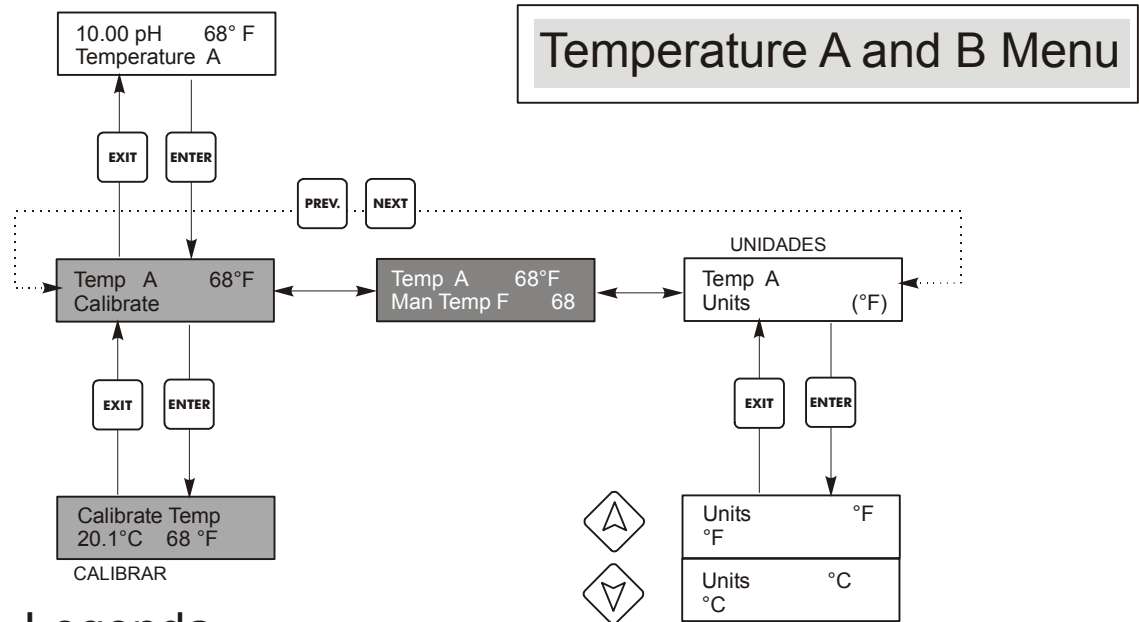 Temperature A and B Menu
10.00 pH 68° F
Temperature A
EXIT
ENTER
PREV.
NEXT
UNIDADES
Temp A 68°F
Calibrate
Temp A 68°F
Man Temp F 68
Temp A
Units (°F)
EXIT
ENTER
EXIT
ENTER
Calibrate Temp
20.1°C 68 °F
CALIBRAR
Units °F
°F
Units °C
°C